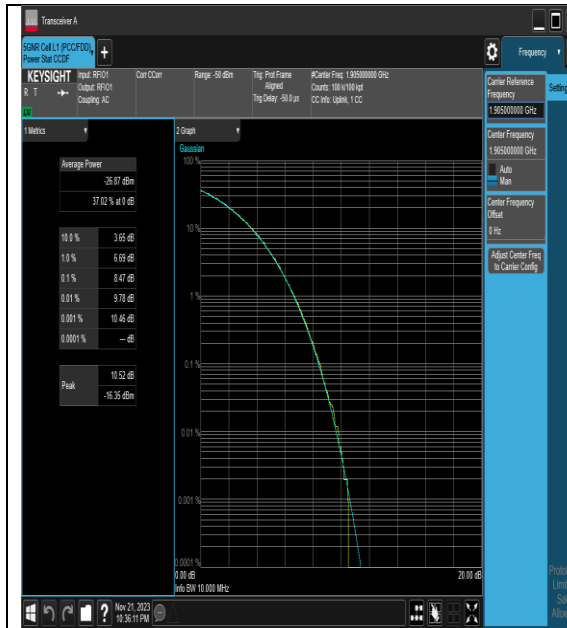 Transceiver A
5GNR Cell L1 (PCC/FDD)
Power Stat CCDF
Frequency
KEYSIGHT
R T
Input: RFIO1
Output: RFIO1
Coupling: AC
Corr CCorr
Range: -50 dBm
Trig: Prot Frame
Aligned
Trig Delay: -50.0 µs
#Center Freq: 1.905000000 GHz
Counts: 100 k/100 kpt
CC Info: Uplink, 1 CC
Carrier Reference
Frequency
1.905000000 GHz
Center Frequency
1.905000000 GHz
Auto
Man
Center Frequency
Offset
0 Hz
Adjust Center Freq
to Carrier Config
1 Metrics
Average Power
-26.87 dBm
37.02 % at 0 dB
10.0 % 3.65 dB
1.0 % 6.69 dB
0.1 % 8.47 dB
0.01 % 9.78 dB
0.001 % 10.46 dB
0.0001 % --- dB
Peak
10.52 dB
-16.35 dBm
2 Graph
Gaussian
100 %
10 %
1 %
0.1 %
0.01 %
0.001 %
0.0001 %
0.00 dB
20.00 dB
Info BW 10.000 MHz
Nov 21, 2023
10:36:11 PM